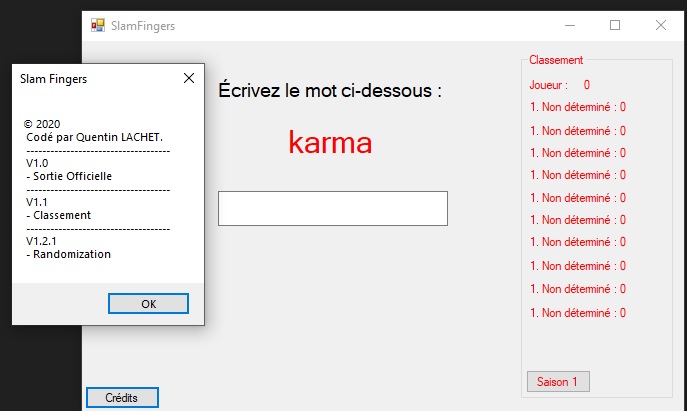 SlamFingers
Slam Fingers
© 2020
Codé par Quentin LACHET.
-----------------------------------
V1.0
- Sortie Officielle
-----------------------------------
V1.1
- Classement
-----------------------------------
V1.2.1
- Randomization
OK
Écrivez le mot ci-dessous :
karma
Crédits
Classement
Joueur : 0
1. Non déterminé : 0
1. Non déterminé : 0
1. Non déterminé : 0
1. Non déterminé : 0
1. Non déterminé : 0
1. Non déterminé : 0
1. Non déterminé : 0
1. Non déterminé : 0
1. Non déterminé : 0
1. Non déterminé : 0
Saison 1